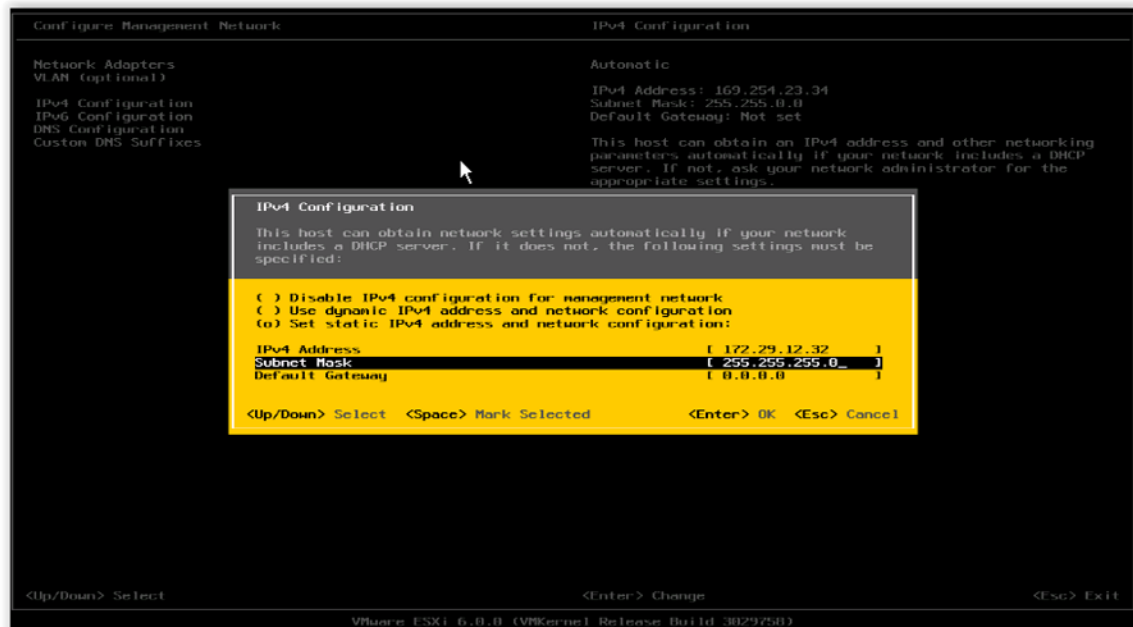 Configure Management Network
IPv4 Configuration
Network Adapters
VLAN (optional)
IPv4 Configuration
IPv6 Configuration
DNS Configuration
Custom DNS Suffixes
Automatic
IPv4 Address: 169.254.23.34
Subnet Mask: 255.255.0.0
Default Gateway: Not set
This host can obtain an IPv4 address and other networking
parameters automatically if your network includes a DHCP
server. If not, ask your network administrator for the
appropriate settings.
IPv4 Configuration
This host can obtain network settings automatically if your network
includes a DHCP server. If it does not, the following settings must be
specified:
( ) Disable IPv4 configuration for management network
( ) Use dynamic IPv4 address and network configuration
(o) Set static IPv4 address and network configuration:
IPv4 Address [ 172.29.12.32 ]
Subnet Mask [ 255.255.255.0_ ]
Default Gateway [ 0.0.0.0 ]
<Up/Down> Select <Space> Mark Selected <Enter> OK <Esc> Cancel
<Up/Down> Select <Enter> Change <Esc> Exit
VMware ESXi 6.0.0 (VMKernel Release Build 3029758)